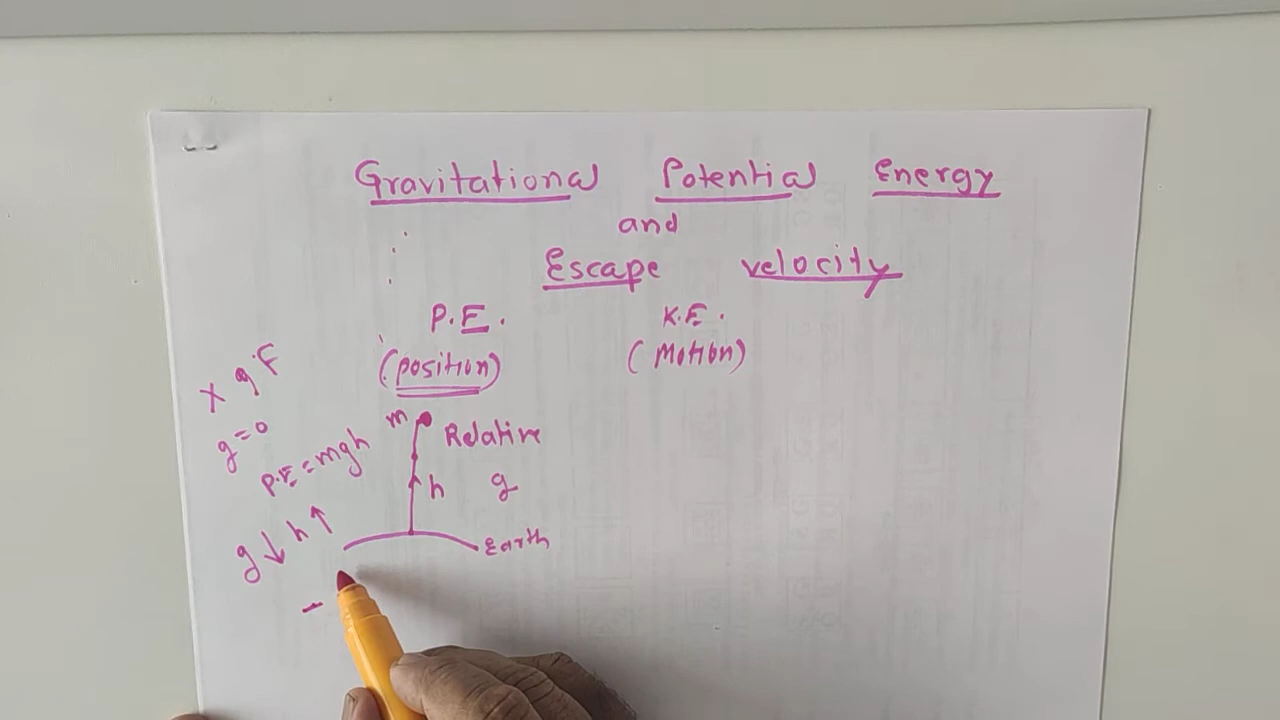 Gravitational Potential Energy
and
Escape velocity
P.E. K.E.
(position) (Motion)
X g F
g=0
P.E=mgh
g↓ h↑
m Relative
h g
Earth
-